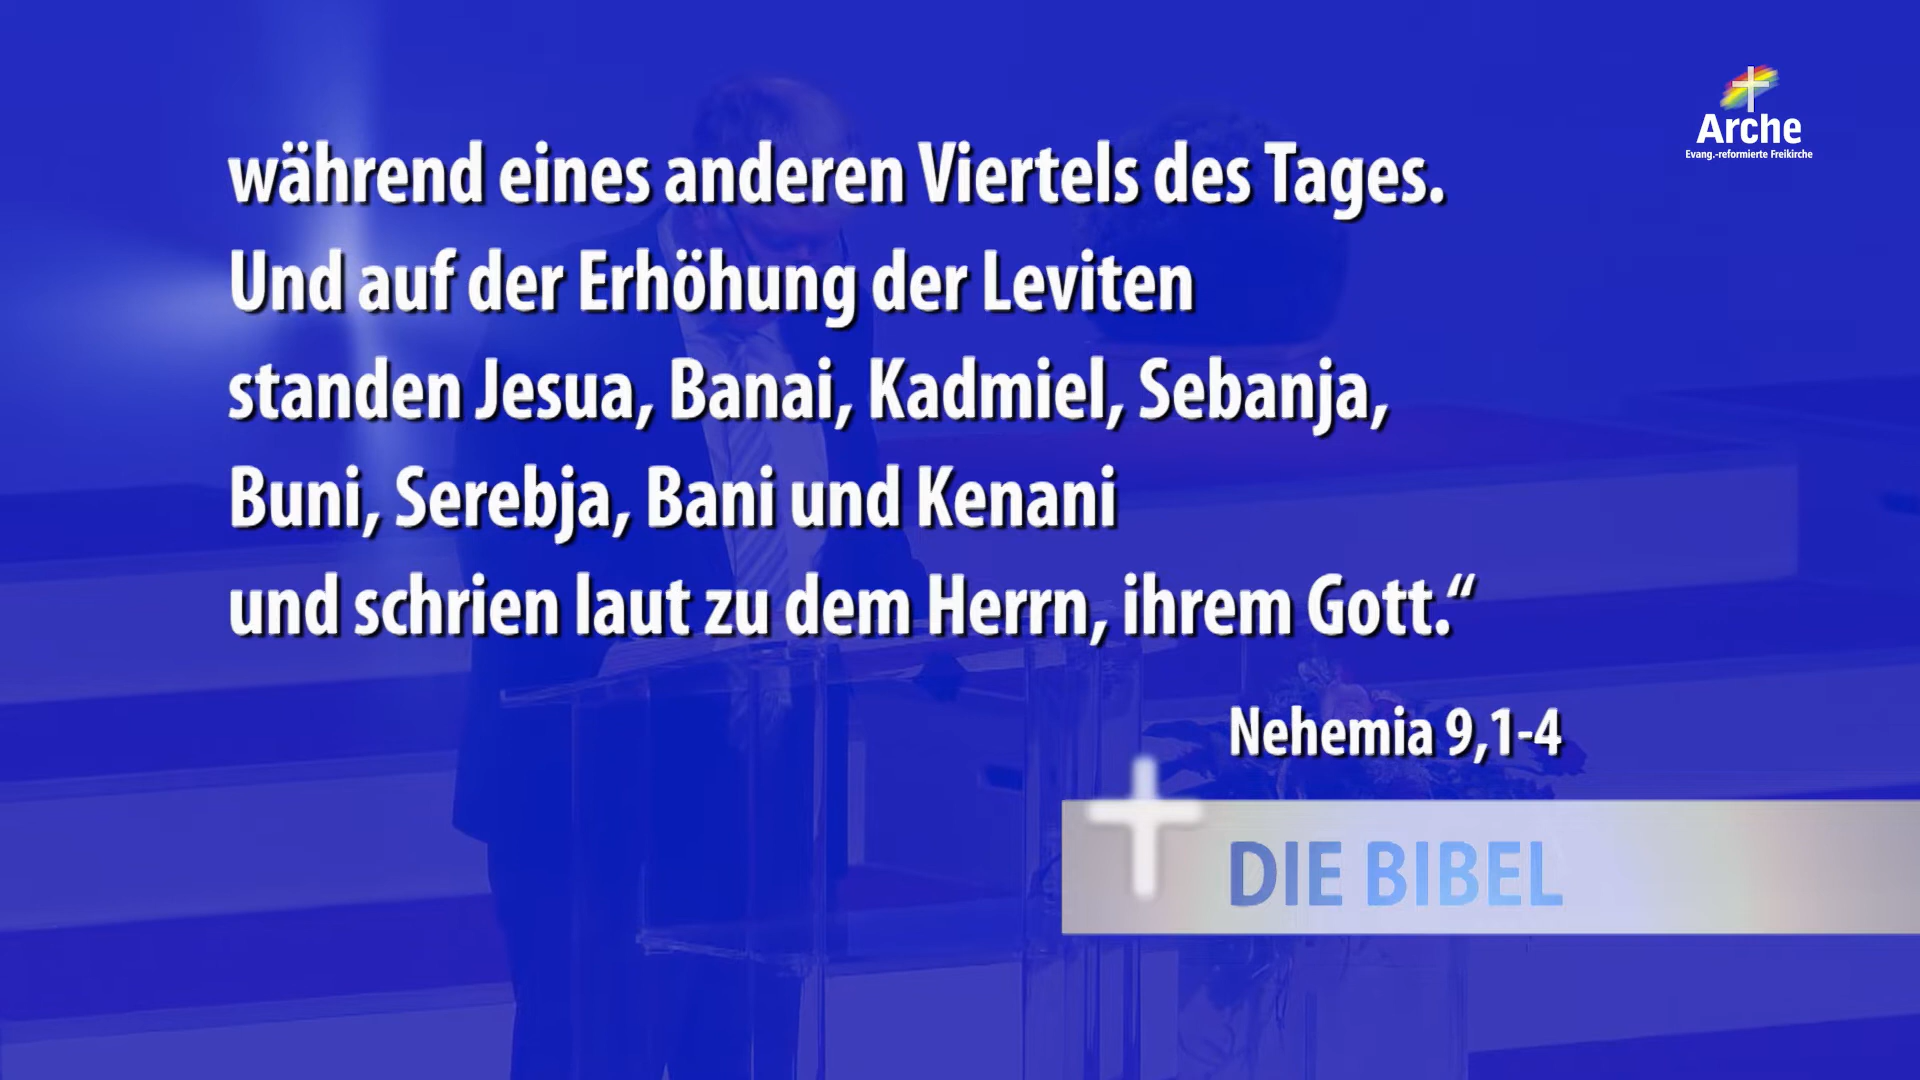 während eines anderen Viertels des Tages.
Und auf der Erhöhung der Leviten
standen Jesua, Banai, Kadmiel, Sebanja,
Buni, Serebja, Bani und Kenani
und schrien laut zu dem Herrn, ihrem Gott.“
Nehemia 9,1-4
DIE BIBEL
Arche
Evang.-reformierte Freikirche